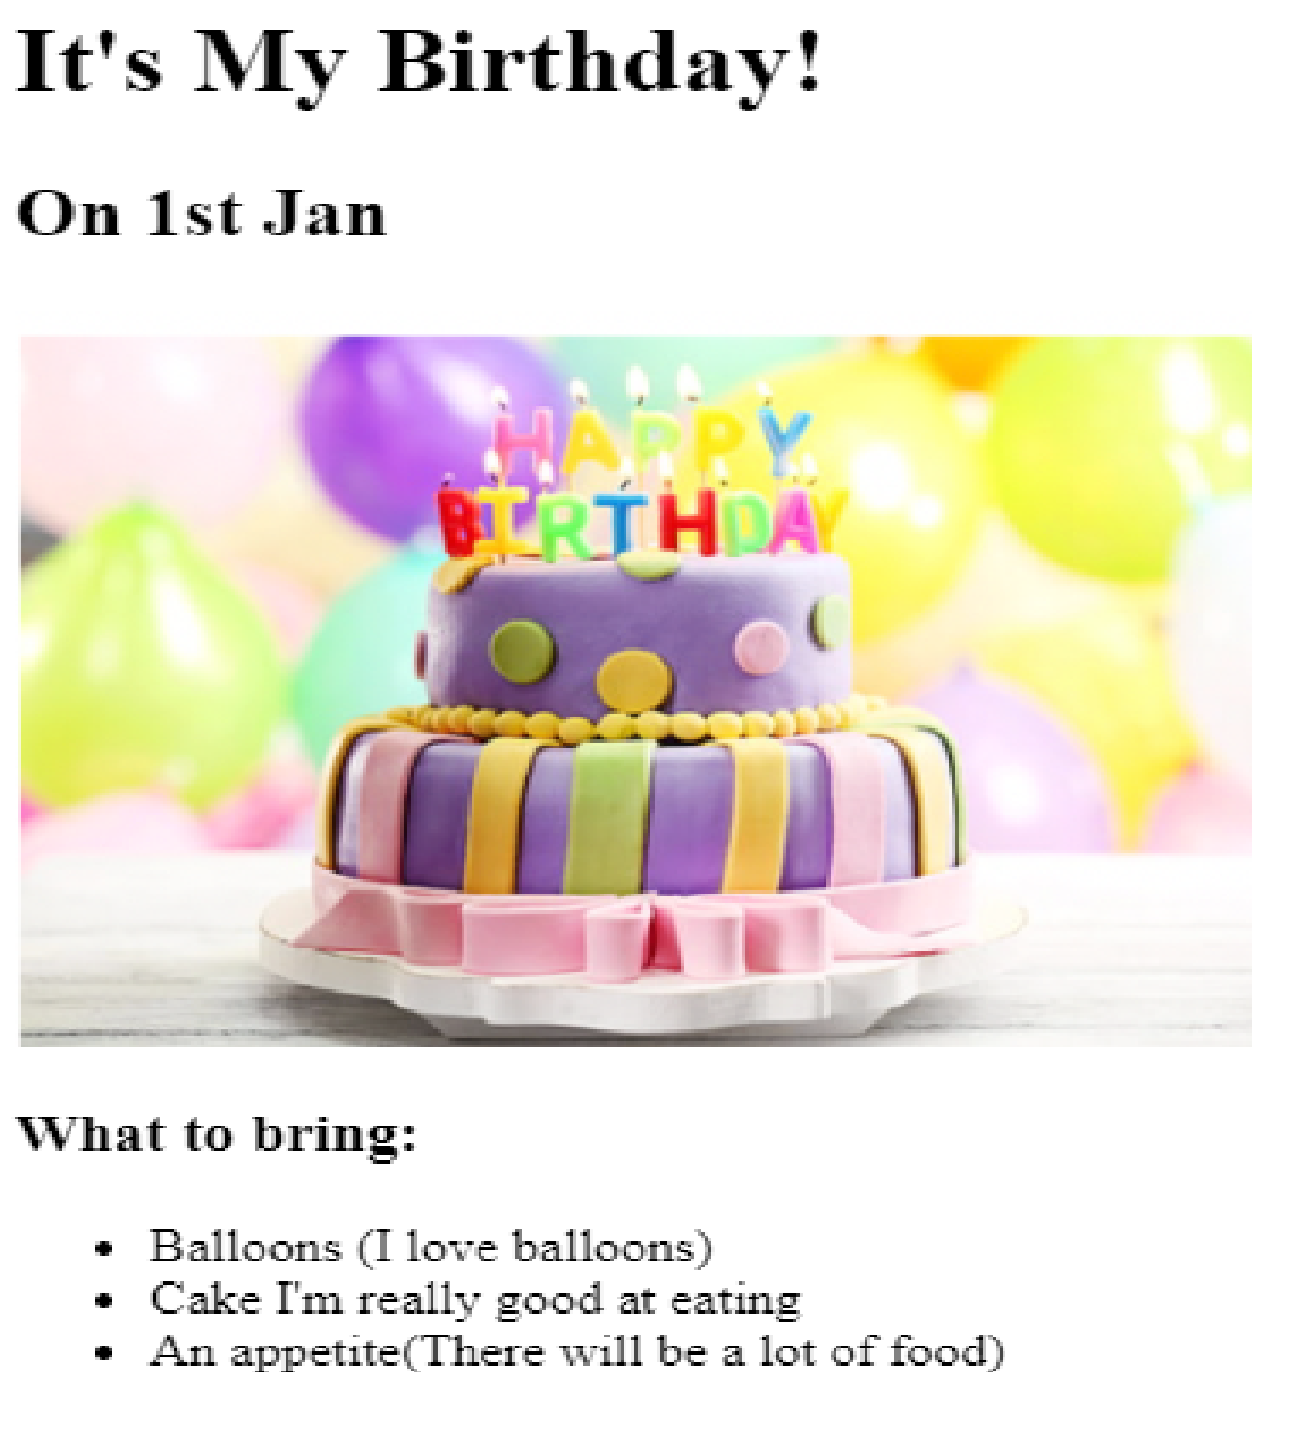 It's My Birthday!
On 1st Jan
HAPPY
BIRTHDAY
What to bring:
Balloons (I love balloons)
Cake I'm really good at eating
An appetite(There will be a lot of food)